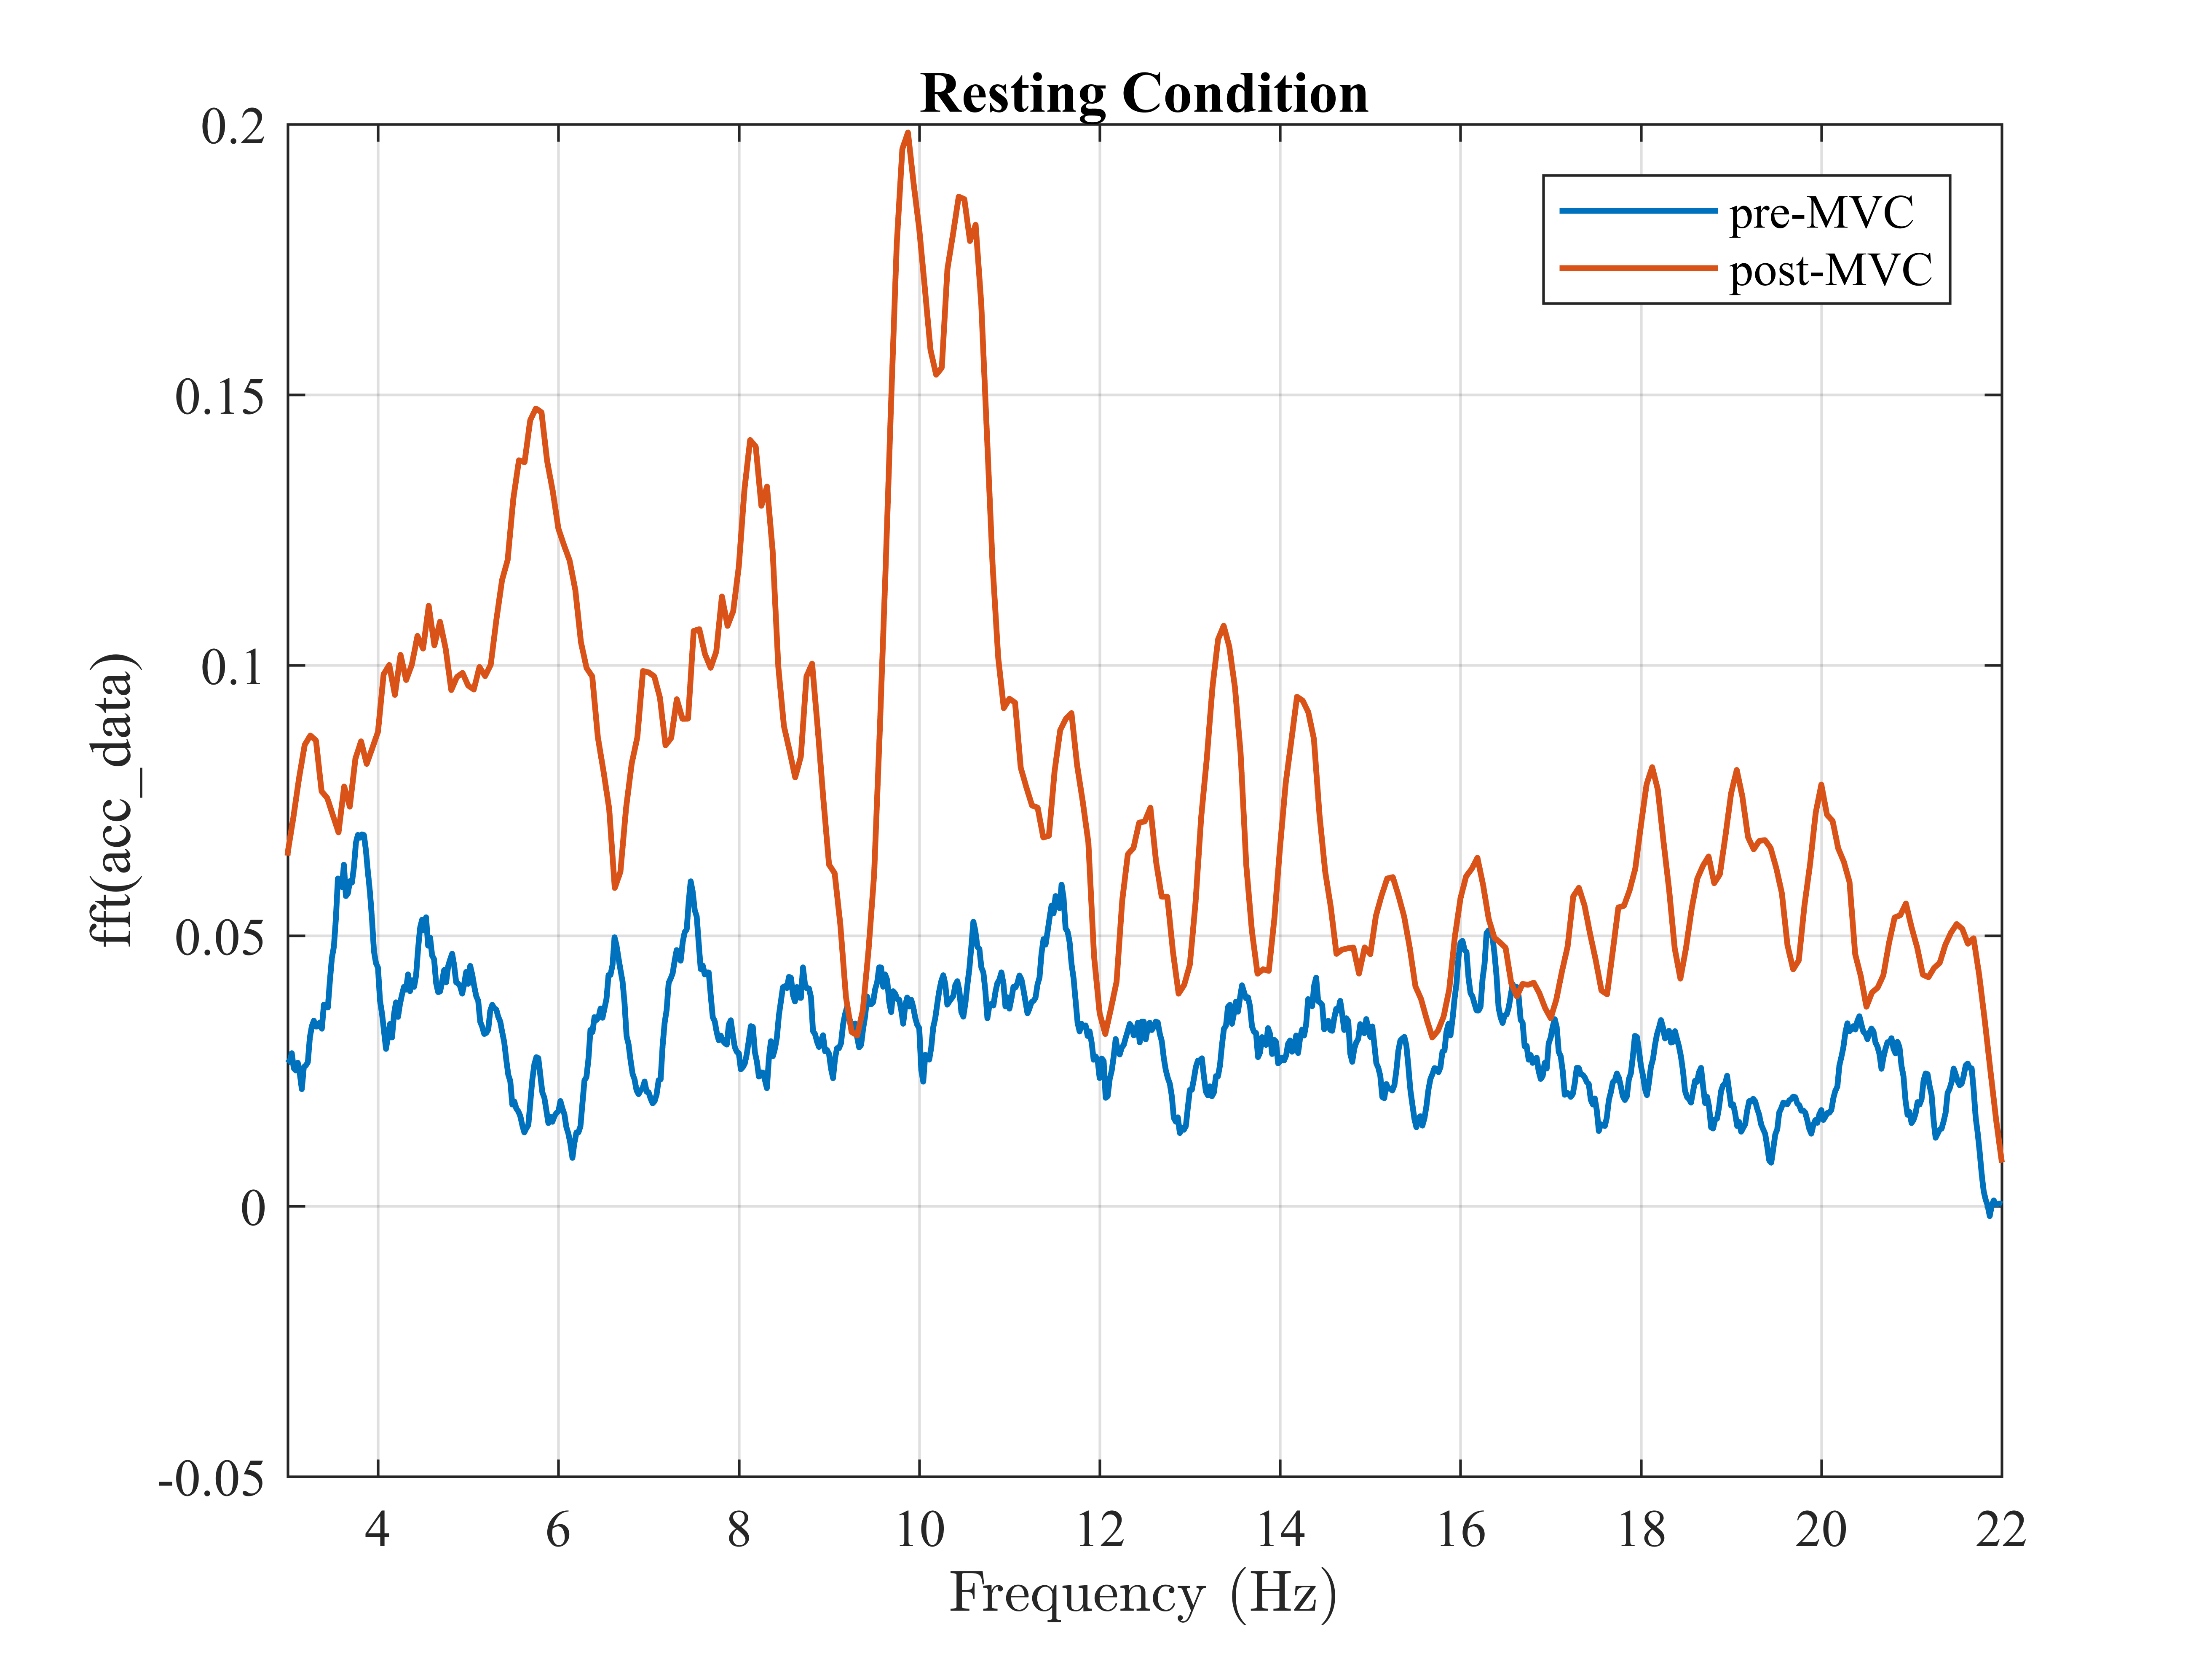 Resting Condition
0.2
0.15
0.1
0.05
0
-0.05
fft(acc_data)
pre-MVC
post-MVC
4 6 8 10 12 14 16 18 20 22
Frequency (Hz)